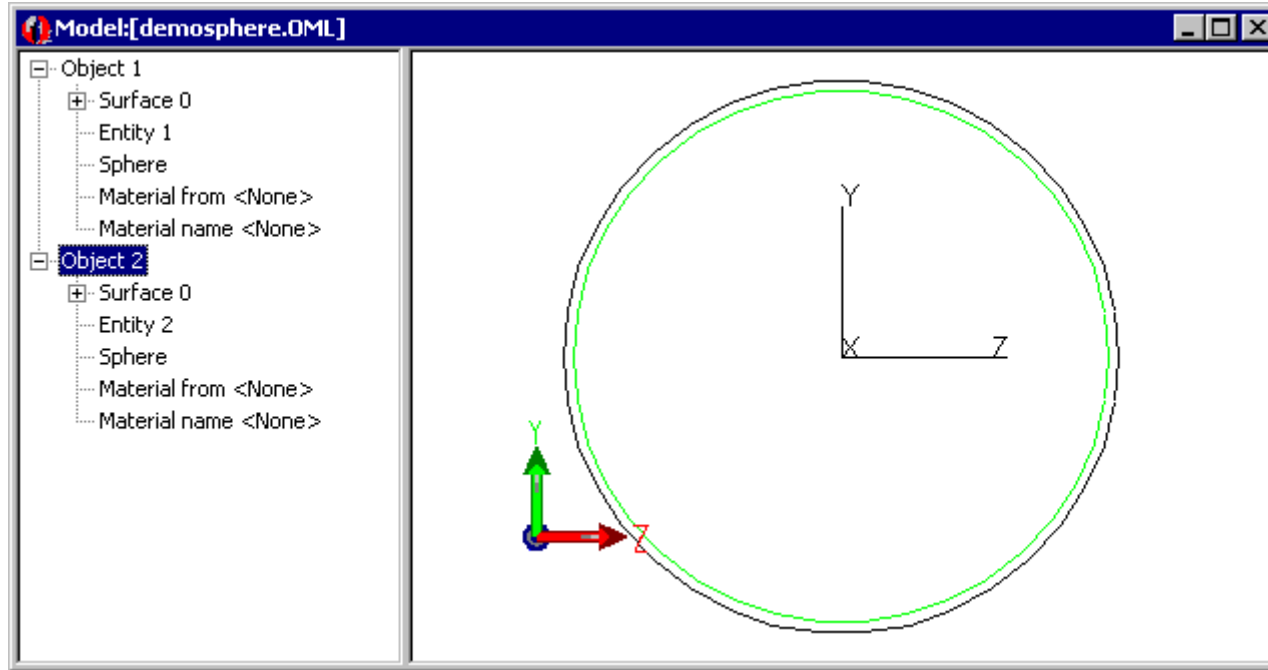 Model:[demosphere.OML]
Object 1
Surface 0
Entity 1
Sphere
Material from <None>
Material name <None>
Object 2
Surface 0
Entity 2
Sphere
Material from <None>
Material name <None>
Y
X Z
Y
Z